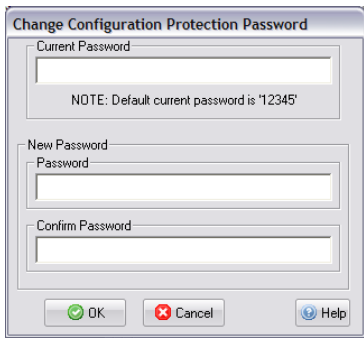 Change Configuration Protection Password
Current Password
NOTE: Default current password is '12345'
New Password
Password
Confirm Password
OK Cancel Help